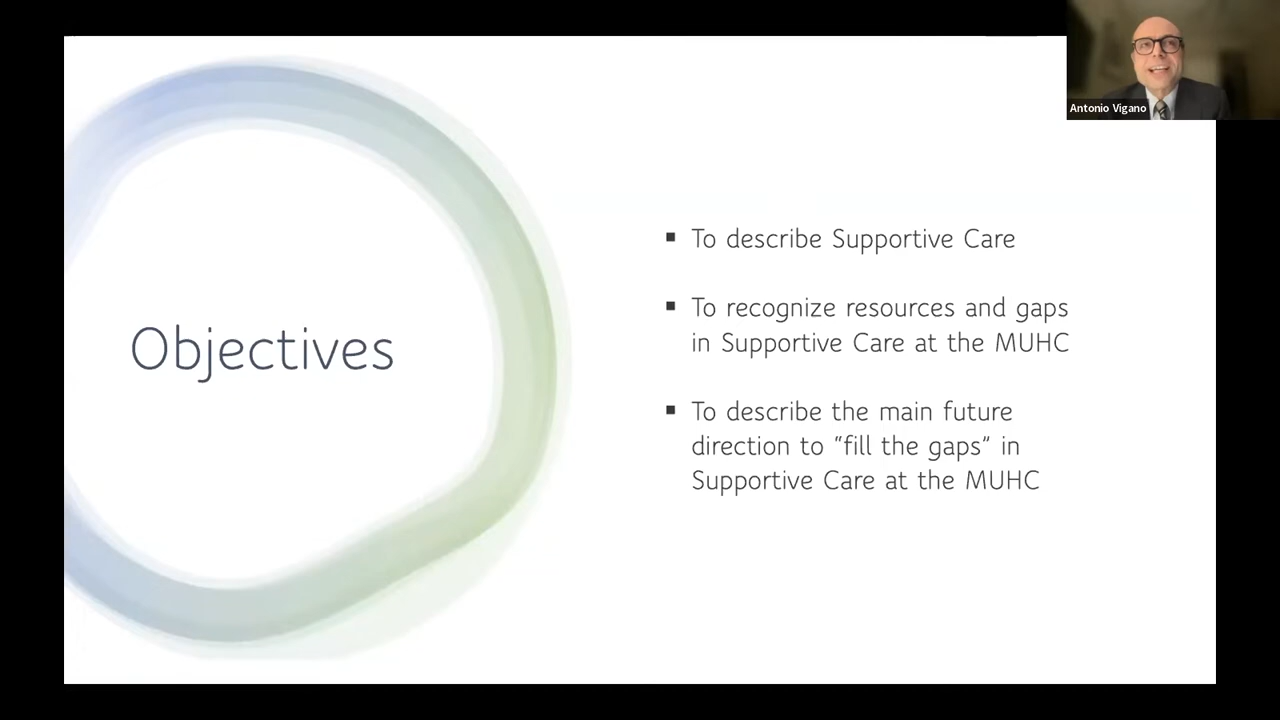 Antonio Vigano
Objectives
▪ To describe Supportive Care
▪ To recognize resources and gaps
in Supportive Care at the MUHC
▪ To describe the main future
direction to “fill the gaps” in
Supportive Care at the MUHC